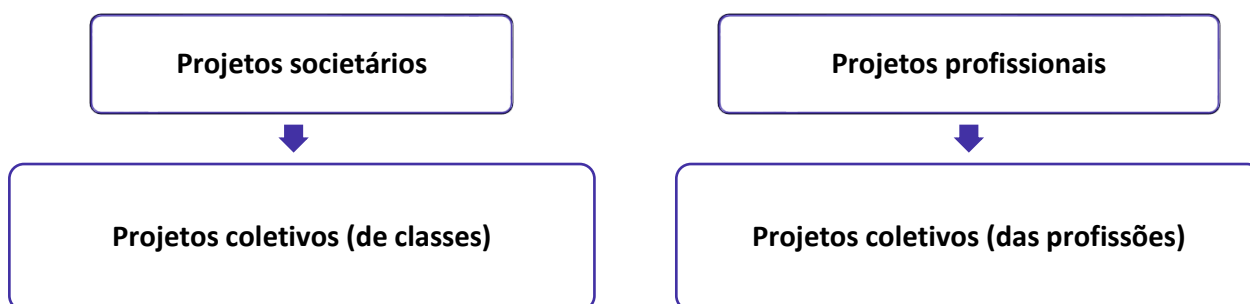 Projetos societários
Projetos profissionais
Projetos coletivos (de classes)
Projetos coletivos (das profissões)